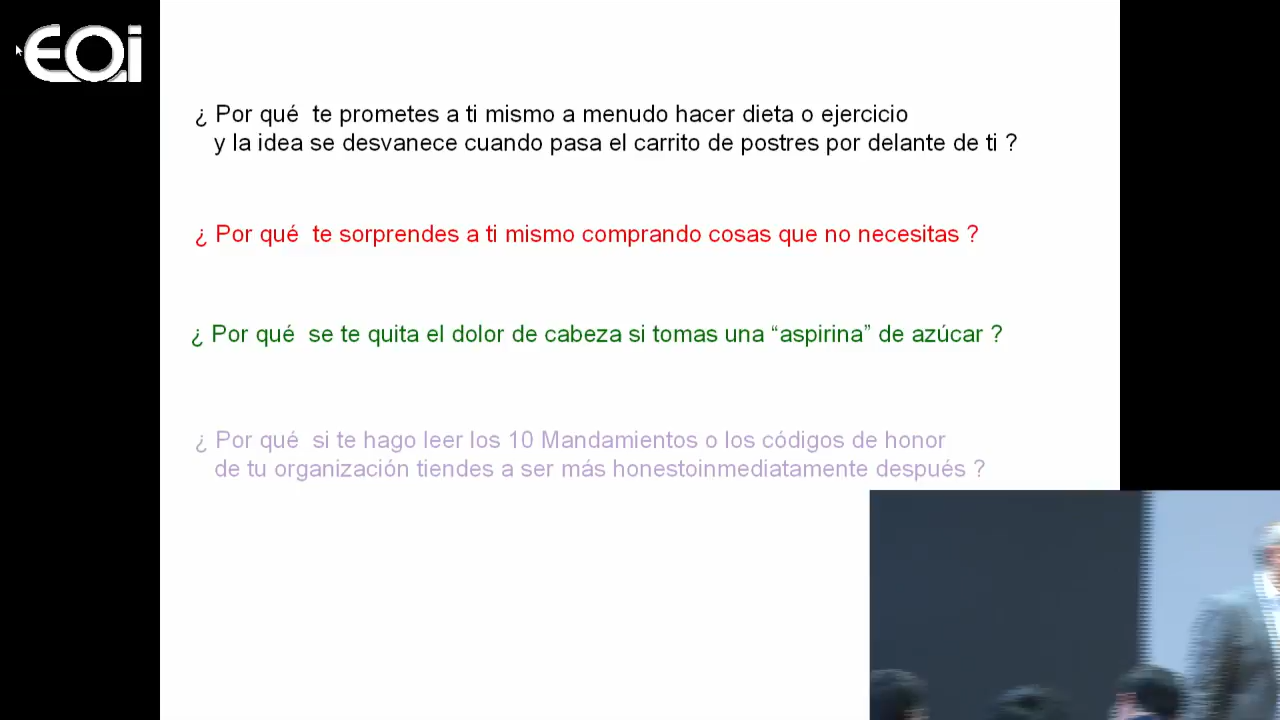 EOi
¿ Por qué  te prometes a ti mismo a menudo hacer dieta o ejercicio
y la idea se desvanece cuando pasa el carrito de postres por delante de ti ?
¿ Por qué  te sorprendes a ti mismo comprando cosas que no necesitas ?
¿ Por qué  se te quita el dolor de cabeza si tomas una “aspirina” de azúcar ?
¿ Por qué  si te hago leer los 10 Mandamientos o los códigos de honor
de tu organización tiendes a ser más honestoinmediatamente después ?